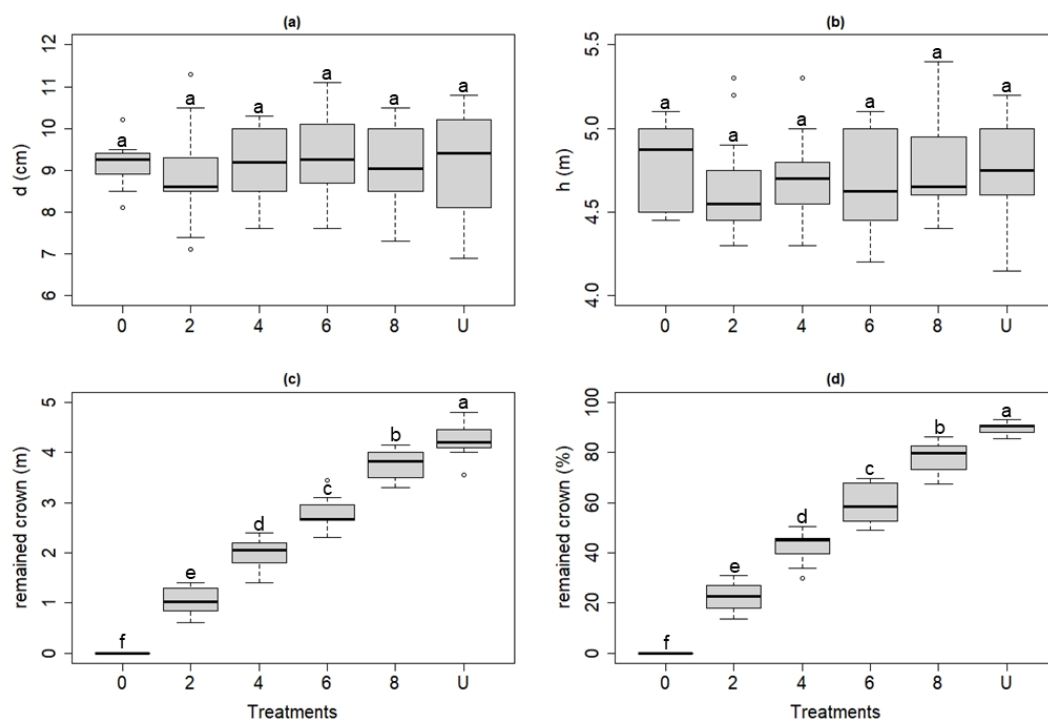 (a)
d (cm)
12
11
10
9
8
7
6
a a a a a a
0 2 4 6 8 U
(b)
h (m)
5.5
5.0
4.5
4.0
a a a a a a
0 2 4 6 8 U
(c)
remained crown (m)
5
4
3
2
1
0
f e d c b a
0 2 4 6 8 U
Treatments
(d)
remained crown (%)
100
80
60
40
20
0
f e d c b a
0 2 4 6 8 U
Treatments